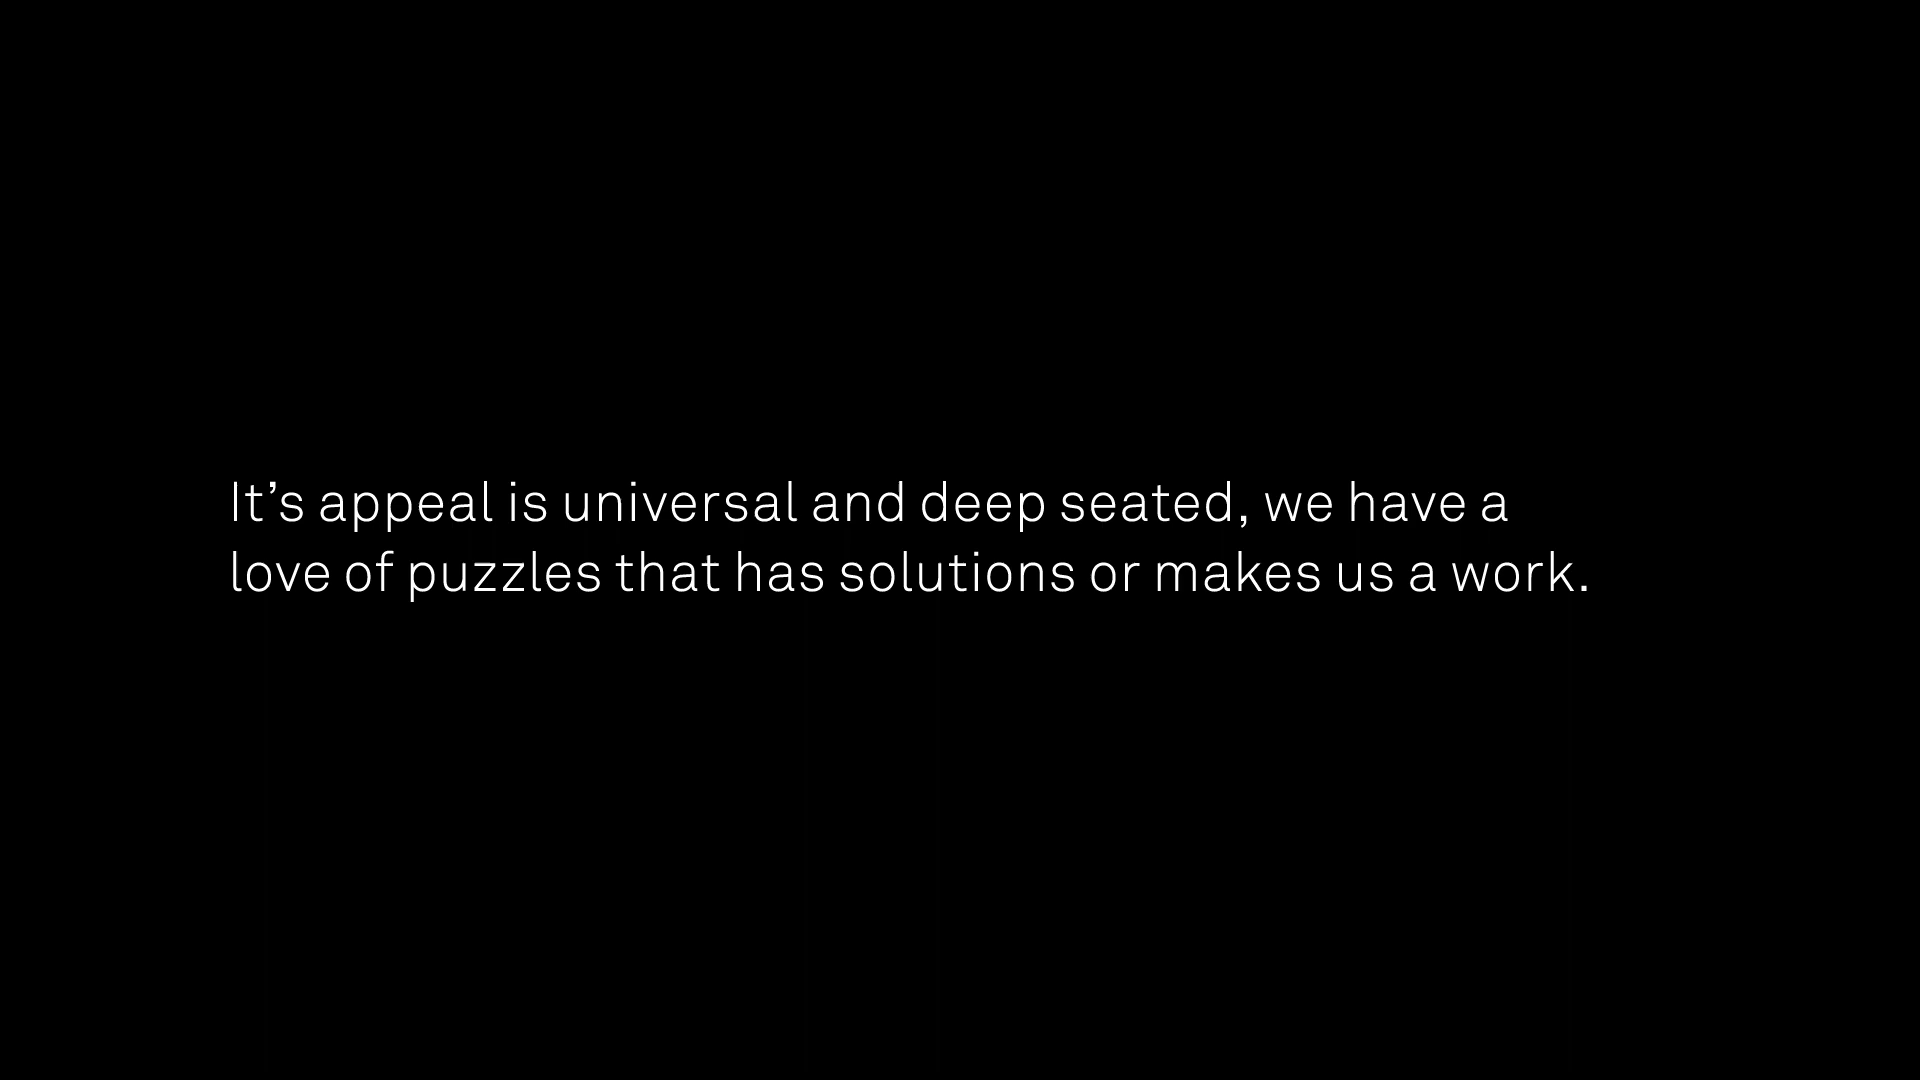 It’s appeal is universal and deep seated, we have a
love of puzzles that has solutions or makes us a work.